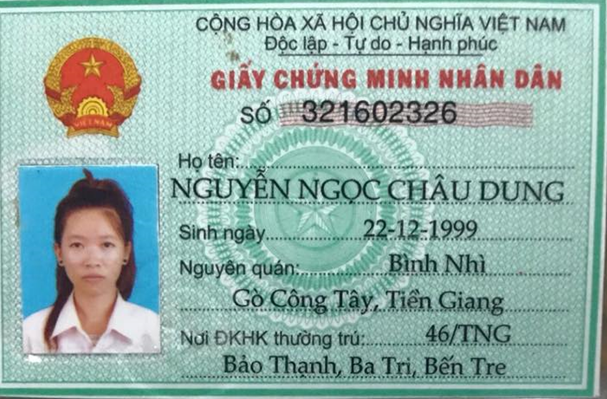 CỘNG HÒA XÃ HỘI CHỦ NGHĨA VIỆT NAM
Độc lập - Tự do - Hạnh phúc
GIẤY CHỨNG MINH NHÂN DÂN
SỐ 321602326
Họ tên:
NGUYỄN NGỌC CHÂU DUNG
Sinh ngày 22-12-1999
Nguyên quán: Bình Nhì
Gò Công Tây, Tiền Giang
Nơi ĐKHK thường trú: 46/TNG
Bảo Thạnh, Ba Tri, Bến Tre
VIỆT NAM